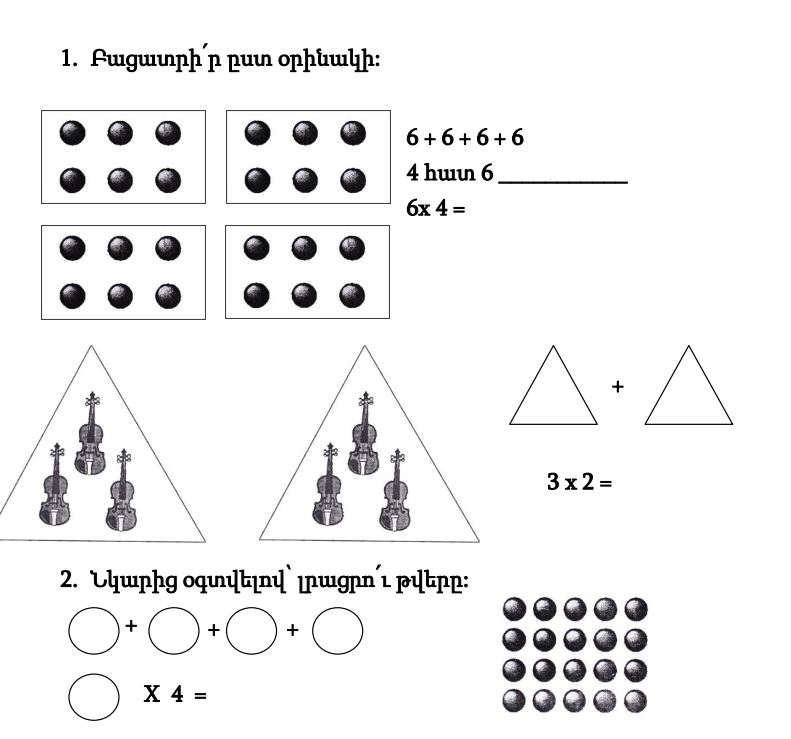 1. Բացատրի՛ր ըստ օրինակի:
6 + 6 + 6 + 6
4 հատ 6 ____________
6x 4 =
+
3 x 2 =
2. Նկարից օգտվելով՝ լրացրո՛ւ թվերը:
+ + +
X 4 =